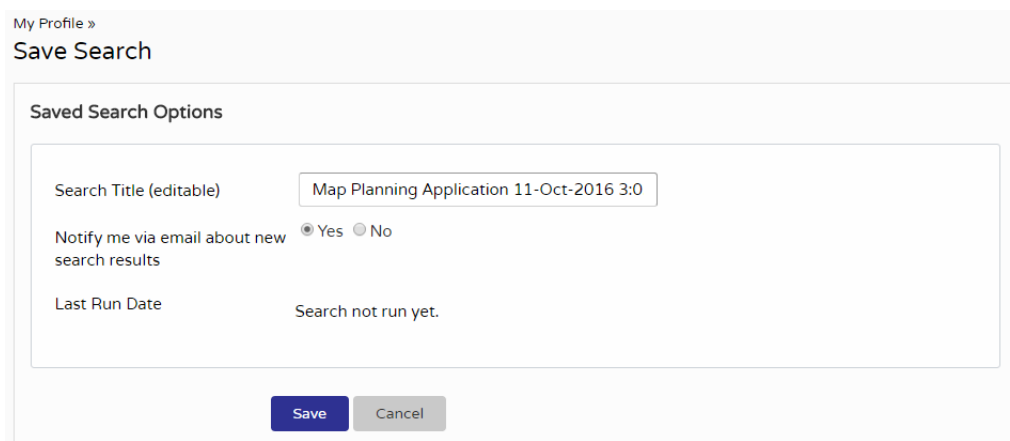 My Profile »
Save Search
Saved Search Options
Search Title (editable)
Map Planning Application 11-Oct-2016 3:0
Notify me via email about new
search results
Yes No
Last Run Date
Search not run yet.
Save Cancel